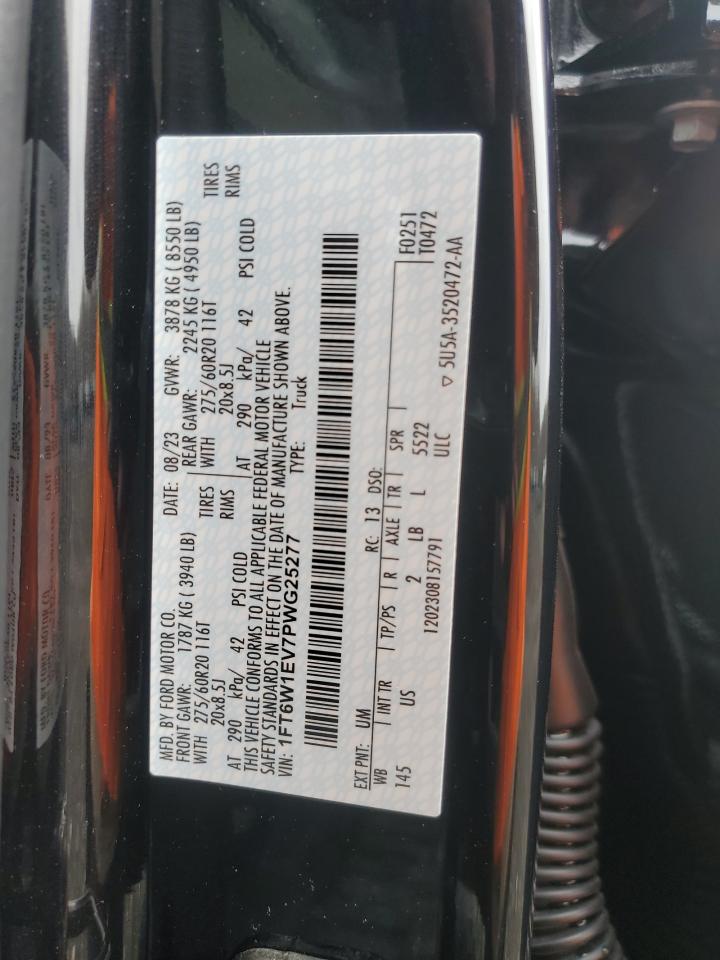 MFD. BY FORD MOTOR CO. DATE: 08/23 GVWR: 3878 KG ( 8550 LB)
FRONT GAWR: 1787 KG ( 3940 LB) REAR GAWR: 2245 KG ( 4950 LB)
WITH 275/60R20 116T TIRES WITH 275/60R20 116T TIRES
20x8.5J RIMS 20x8.5J RIMS
AT 290 kPa/ 42 PSI COLD AT 290 kPa/ 42 PSI COLD
THIS VEHICLE CONFORMS TO ALL APPLICABLE FEDERAL MOTOR VEHICLE
SAFETY STANDARDS IN EFFECT ON THE DATE OF MANUFACTURE SHOWN ABOVE.
VIN: 1FT6W1EV7PWG25277 TYPE: Truck
EXT PNT: UM RC: 13 DSO: F0251
WB INT TR TP/PS R AXLE TR SPR T0472
145 US 2 LB L 5522
1202308157791 ULC ▽ 5U5A-3520472-AA